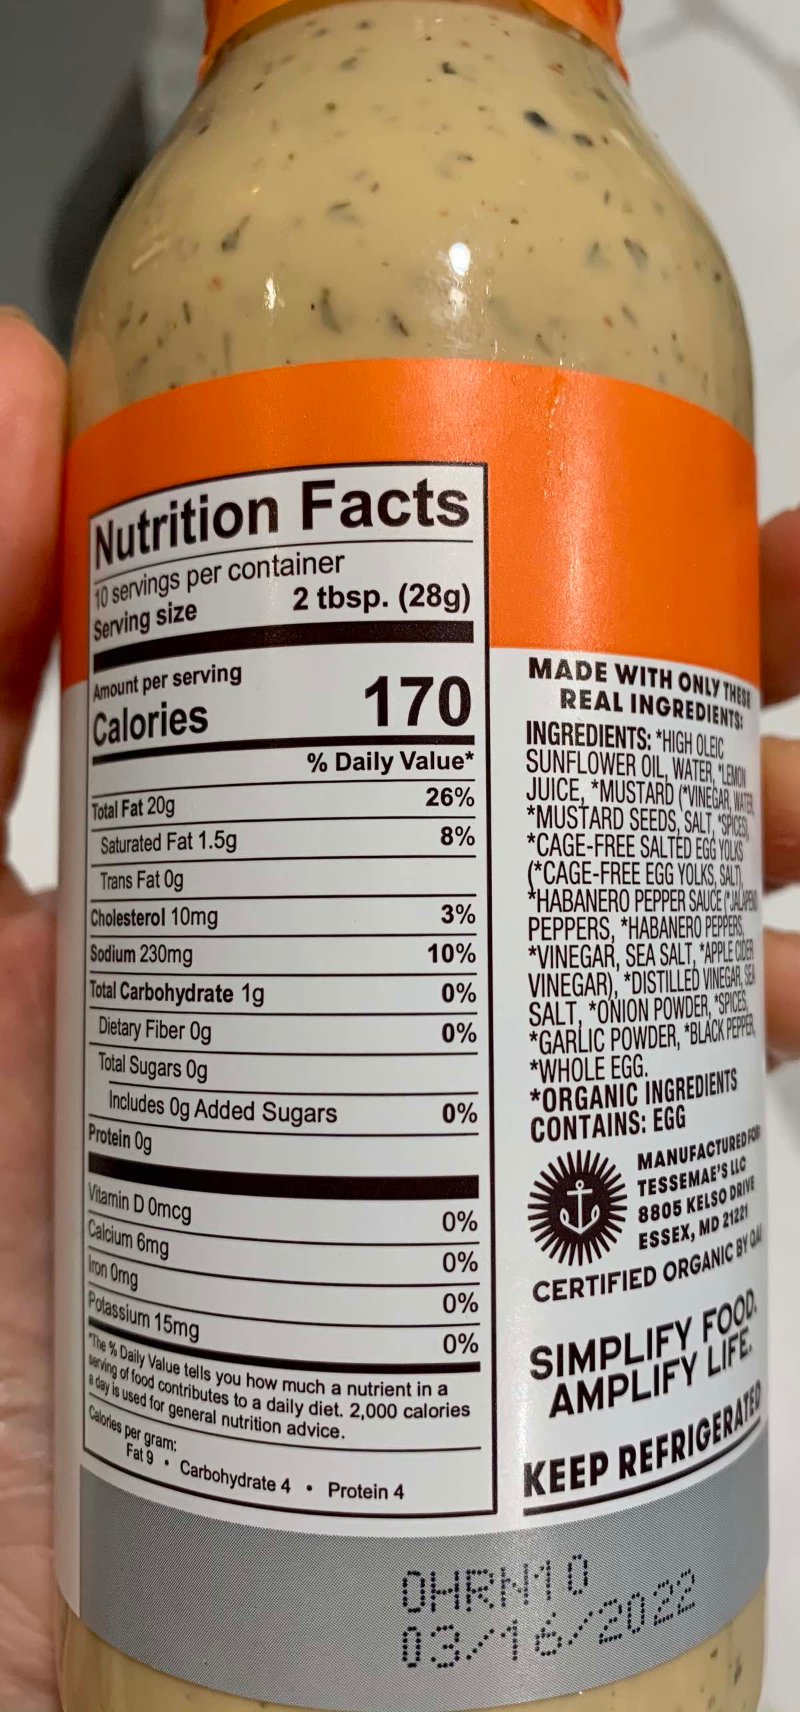 Nutrition Facts
10 servings per container
Serving size 2 tbsp. (28g)
Amount per serving
Calories 170
% Daily Value*
Total Fat 20g 26%
Saturated Fat 1.5g 8%
Trans Fat 0g
Cholesterol 10mg 3%
Sodium 230mg 10%
Total Carbohydrate 1g 0%
Dietary Fiber 0g 0%
Total Sugars 0g
Includes 0g Added Sugars 0%
Protein 0g
Vitamin D 0mcg 0%
Calcium 6mg 0%
Iron 0mg 0%
Potassium 15mg 0%
*The % Daily Value tells you how much a nutrient in a
serving of food contributes to a daily diet. 2,000 calories
a day is used for general nutrition advice.
Calories per gram:
Fat 9 • Carbohydrate 4 • Protein 4
MADE WITH ONLY THESE
REAL INGREDIENTS:
INGREDIENTS: *HIGH OLEIC
SUNFLOWER OIL, WATER, *LEMON
JUICE, *MUSTARD (*VINEGAR, WATER,
*MUSTARD SEEDS, SALT, *SPICES),
*CAGE-FREE SALTED EGG YOLKS
(*CAGE-FREE EGG YOLKS, SALT),
*HABANERO PEPPER SAUCE (*JALAPENO
PEPPERS, *HABANERO PEPPERS,
*VINEGAR, SEA SALT, *APPLE CIDER
VINEGAR), *DISTILLED VINEGAR, SEA
SALT, *ONION POWDER, *SPICES,
*GARLIC POWDER, *BLACK PEPPER,
*WHOLE EGG.
*ORGANIC INGREDIENTS
CONTAINS: EGG
MANUFACTURED FOR:
TESSEMAE'S LLC
8805 KELSO DRIVE
ESSEX, MD 21221
CERTIFIED ORGANIC BY QAI
SIMPLIFY FOOD.
AMPLIFY LIFE.
KEEP REFRIGERATED
OHRN10
03/16/2022